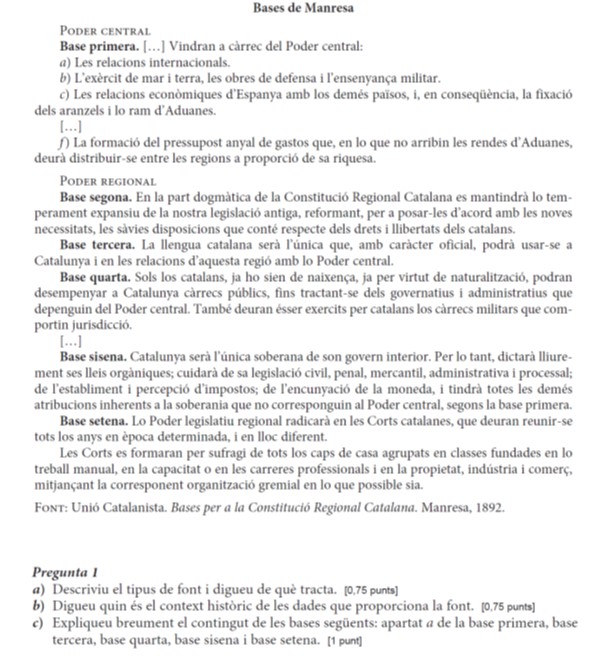 Bases de Manresa
PODER CENTRAL
Base primera. […] Vindran a càrrec del Poder central:
a) Les relacions internacionals.
b) L'exèrcit de mar i terra, les obres de defensa i l'ensenyança militar.
c) Les relacions econòmiques d'Espanya amb los demés països, i, en conseqüència, la fixació
dels aranzels i lo ram d'Aduanes.
[…]
f) La formació del pressupost anyal de gastos que, en lo que no arribin les rendes d'Aduanes,
deurà distribuir-se entre les regions a proporció de sa riquesa.
PODER REGIONAL
Base segona. En la part dogmàtica de la Constitució Regional Catalana es mantindrà lo tem-
perament expansiu de la nostra legislació antiga, reformant, per a posar-les d'acord amb les noves
necessitats, les sàvies disposicions que conté respecte dels drets i llibertats dels catalans.
Base tercera. La llengua catalana serà l'única que, amb caràcter oficial, podrà usar-se a
Catalunya i en les relacions d'aquesta regió amb lo Poder central.
Base quarta. Sols los catalans, ja ho sien de naixença, ja per virtut de naturalització, podran
desempenyar a Catalunya càrrecs públics, fins tractant-se dels governatius i administratius que
depenguin del Poder central. També deuran ésser exercits per catalans los càrrecs militars que com-
portin jurisdicció.
[…]
Base sisena. Catalunya serà l'única soberana de son govern interior. Per lo tant, dictarà lliure-
ment ses lleis orgàniques; cuidarà de sa legislació civil, penal, mercantil, administrativa i processal;
de l'establiment i percepció d'impostos; de l'encunyació de la moneda, i tindrà totes les demés
atribucions inherents a la soberania que no corresponguin al Poder central, segons la base primera.
Base setena. Lo Poder legislatiu regional radicarà en les Corts catalanes, que deuran reunir-se
tots los anys en època determinada, i en lloc diferent.
Les Corts es formaran per sufragi de tots los caps de casa agrupats en classes fundades en lo
treball manual, en la capacitat o en les carreres professionals i en la propietat, indústria i comerç,
mitjançant la corresponent organització gremial en lo que possible sia.
FONT: Unió Catalanista. Bases per a la Constitució Regional Catalana. Manresa, 1892.
Pregunta 1
a) Descriviu el tipus de font i digueu de què tracta. [0,75 punts]
b) Digueu quin és el context històric de les dades que proporciona la font. [0,75 punts]
c) Expliqueu breument el contingut de les bases següents: apartat a de la base primera, base
tercera, base quarta, base sisena i base setena. [1 punt]